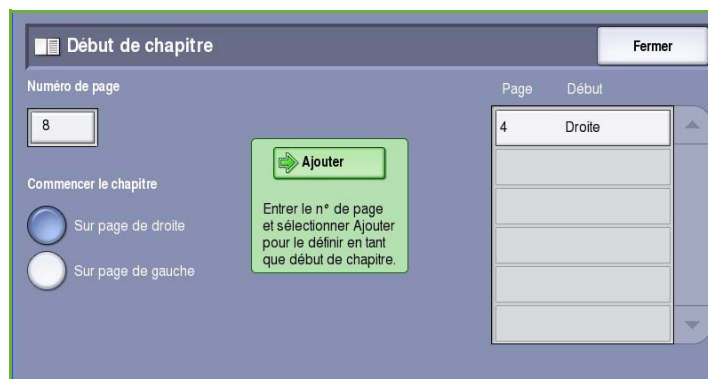 Début de chapitre
Fermer
Numéro de page
8
Commencer le chapitre
Sur page de droite
Sur page de gauche
Ajouter
Entrer le n° de page
et sélectionner Ajouter
pour le définir en tant
que début de chapitre.
Page Début
4 Droite